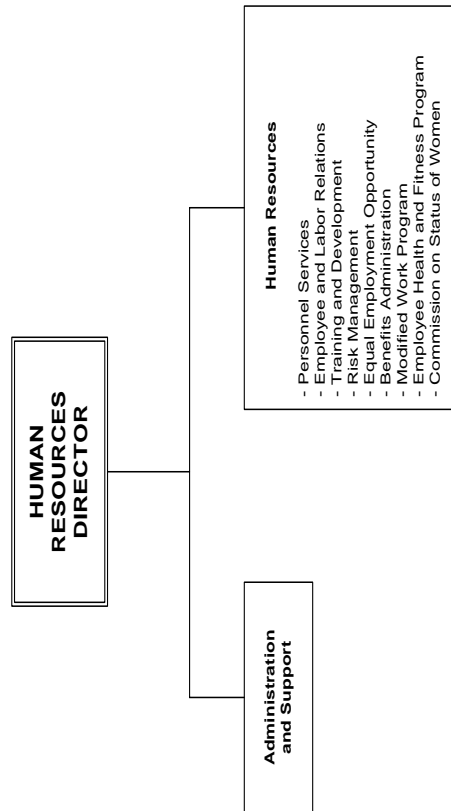 HUMAN
RESOURCES
DIRECTOR
Administration
and Support
Human Resources
- Personnel Services
- Employee and Labor Relations
- Training and Development
- Risk Management
- Equal Employment Opportunity
- Benefits Administration
- Modified Work Program
- Employee Health and Fitness Program
- Commission on Status of Women